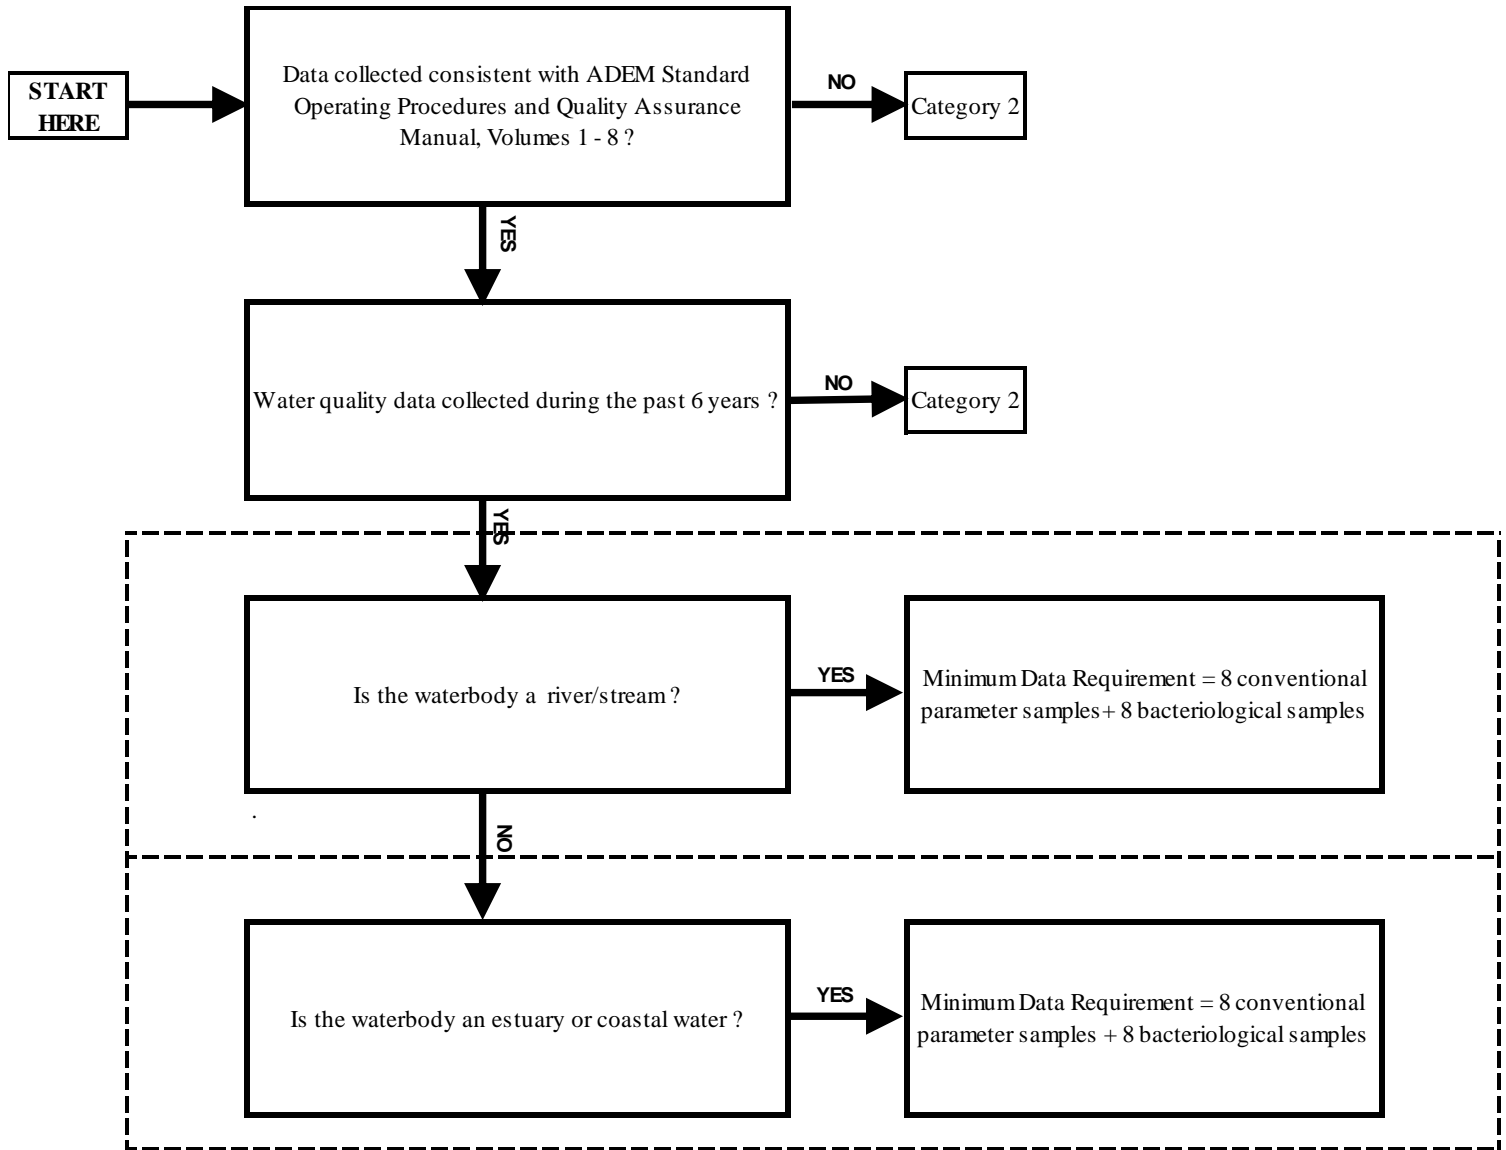 START
HERE
Data collected consistent with ADEM Standard
Operating Procedures and Quality Assurance
Manual, Volumes 1 - 8 ?
NO
Category 2
YES
Water quality data collected during the past 6 years ?
NO
Category 2
YES
Is the waterbody a river/stream ?
YES
Minimum Data Requirement = 8 conventional
parameter samples+ 8 bacteriological samples
.
NO
Is the waterbody an estuary or coastal water ?
YES
Minimum Data Requirement = 8 conventional
parameter samples + 8 bacteriological samples